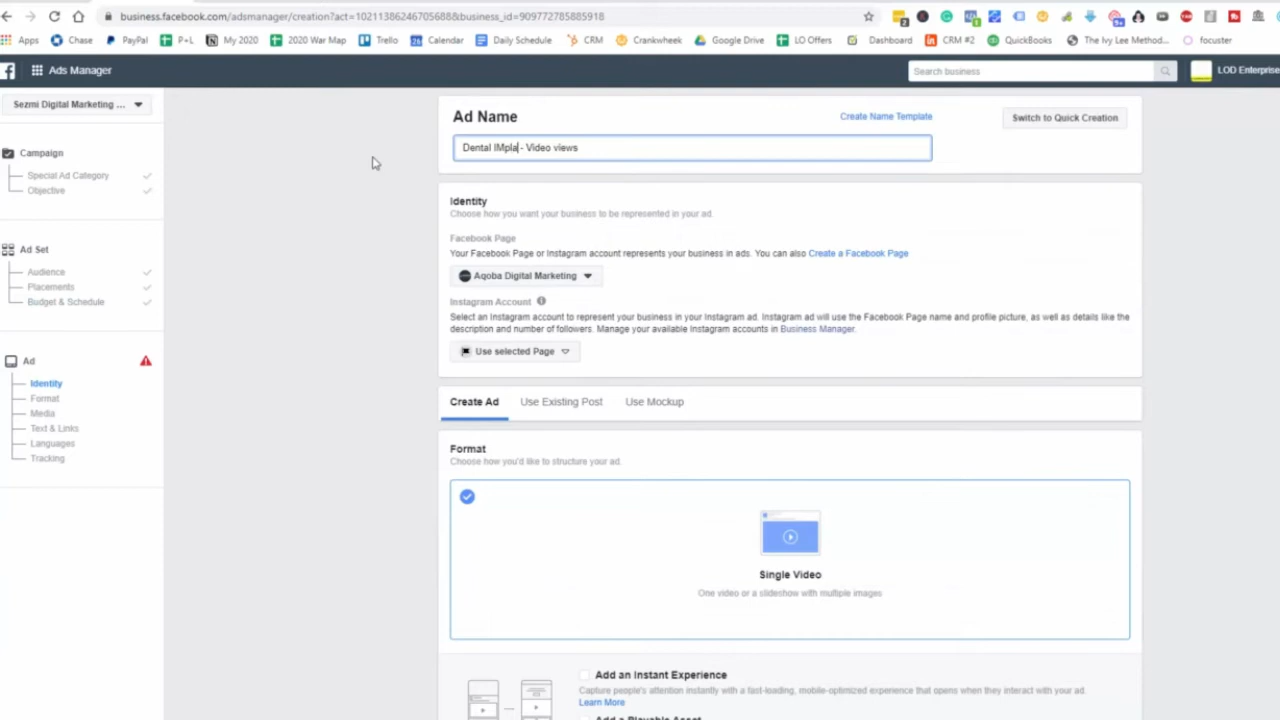 business.facebook.com/adsmanager/creation?act=10211386246705688&business_id=909772785885918
Apps Chase PayPal P+L My 2020 2020 War Map Trello Calendar Daily Schedule CRM Crankwheek Google Drive LO Offers Dashboard CRM #2 QuickBooks The Ivy Lee Method... focuster
Ads Manager Search business LOD Enterprise
Sezmi Digital Marketing ...
Ad Name Create Name Template Switch to Quick Creation
Dental IMpla - Video views
Campaign
Special Ad Category
Objective
Ad Set
Audience
Placements
Budget & Schedule
Ad
Identity
Format
Media
Text & Links
Languages
Tracking
Identity
Choose how you want your business to be represented in your ad.
Facebook Page
Your Facebook Page or Instagram account represents your business in ads. You can also Create a Facebook Page
Aqoba Digital Marketing
Instagram Account
Select an Instagram account to represent your business in your Instagram ad. Instagram ad will use the Facebook Page name and profile picture, as well as details like the
description and number of followers. Manage your available Instagram accounts in Business Manager.
Use selected Page
Create Ad Use Existing Post Use Mockup
Format
Choose how you'd like to structure your ad.
Single Video
One video or a slideshow with multiple images
Add an Instant Experience
Capture people's attention instantly with a fast-loading, mobile-optimized experience that opens when they interact with your ad.
Learn More
Add a Playable Asset